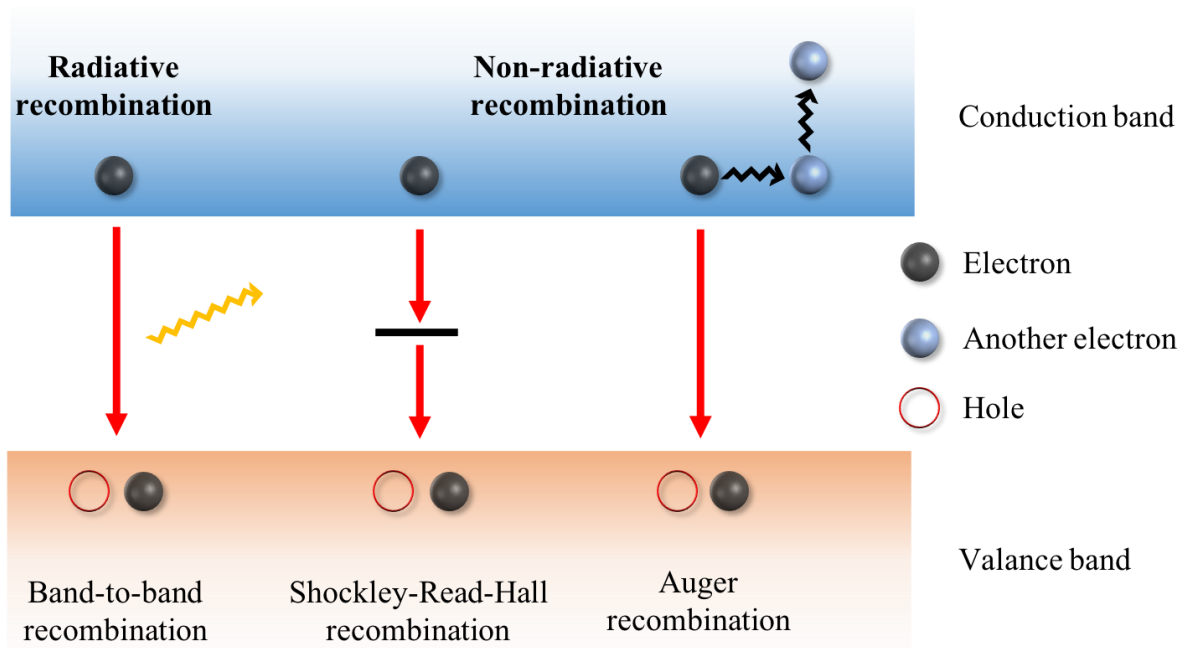 Radiative
recombination
Non-radiative
recombination
Conduction band
Electron
Another electron
Hole
Valance band
Band-to-band
recombination
Shockley-Read-Hall
recombination
Auger
recombination